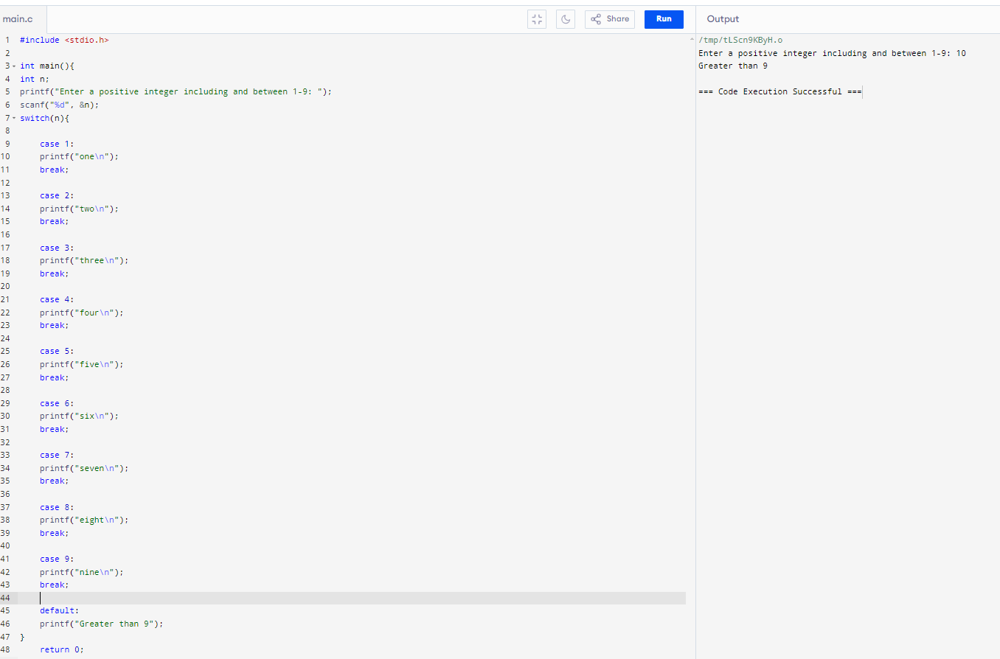 main.c
Share
Run
Output
1 #include <stdio.h>
2
3 int main(){
4 int n;
5 printf("Enter a positive integer including and between 1-9: ");
6 scanf("%d", &n);
7 switch(n){
8
9 case 1:
10 printf("one\n");
11 break;
12
13 case 2:
14 printf("two\n");
15 break;
16
17 case 3:
18 printf("three\n");
19 break;
20
21 case 4:
22 printf("four\n");
23 break;
24
25 case 5:
26 printf("five\n");
27 break;
28
29 case 6:
30 printf("six\n");
31 break;
32
33 case 7:
34 printf("seven\n");
35 break;
36
37 case 8:
38 printf("eight\n");
39 break;
40
41 case 9:
42 printf("nine\n");
43 break;
44
45 default:
46 printf("Greater than 9");
47 }
48 return 0;
/tmp/tLScn9KByH.o
Enter a positive integer including and between 1-9: 10
Greater than 9
=== Code Execution Successful ===